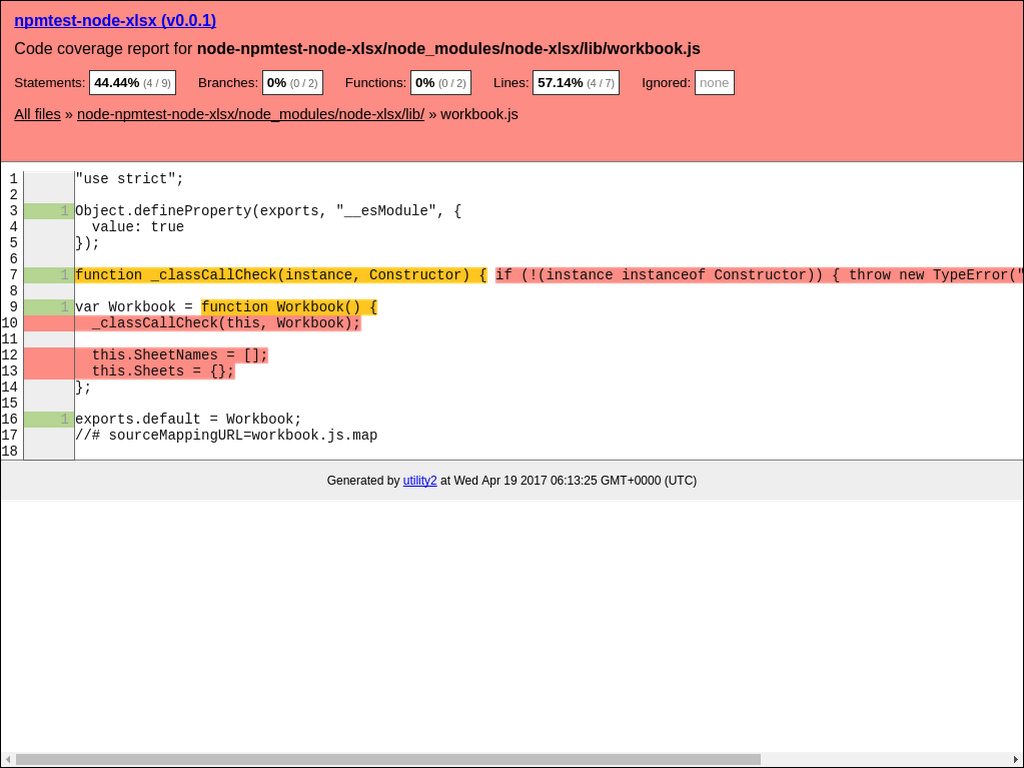 npmtest-node-xlsx (v0.0.1)
Code coverage report for node-npmtest-node-xlsx/node_modules/node-xlsx/lib/workbook.js
Statements: 44.44% (4 / 9) Branches: 0% (0 / 2) Functions: 0% (0 / 2) Lines: 57.14% (4 / 7) Ignored: none
All files » node-npmtest-node-xlsx/node_modules/node-xlsx/lib/ » workbook.js
1 "use strict";
2
3 1 Object.defineProperty(exports, "__esModule", {
4   value: true
5 });
6
7 1 function _classCallCheck(instance, Constructor) { if (!(instance instanceof Constructor)) { throw new TypeError("
8
9 1 var Workbook = function Workbook() {
10   _classCallCheck(this, Workbook);
11
12   this.SheetNames = [];
13   this.Sheets = {};
14 };
15
16 1 exports.default = Workbook;
17 //# sourceMappingURL=workbook.js.map
18
Generated by utility2 at Wed Apr 19 2017 06:13:25 GMT+0000 (UTC)